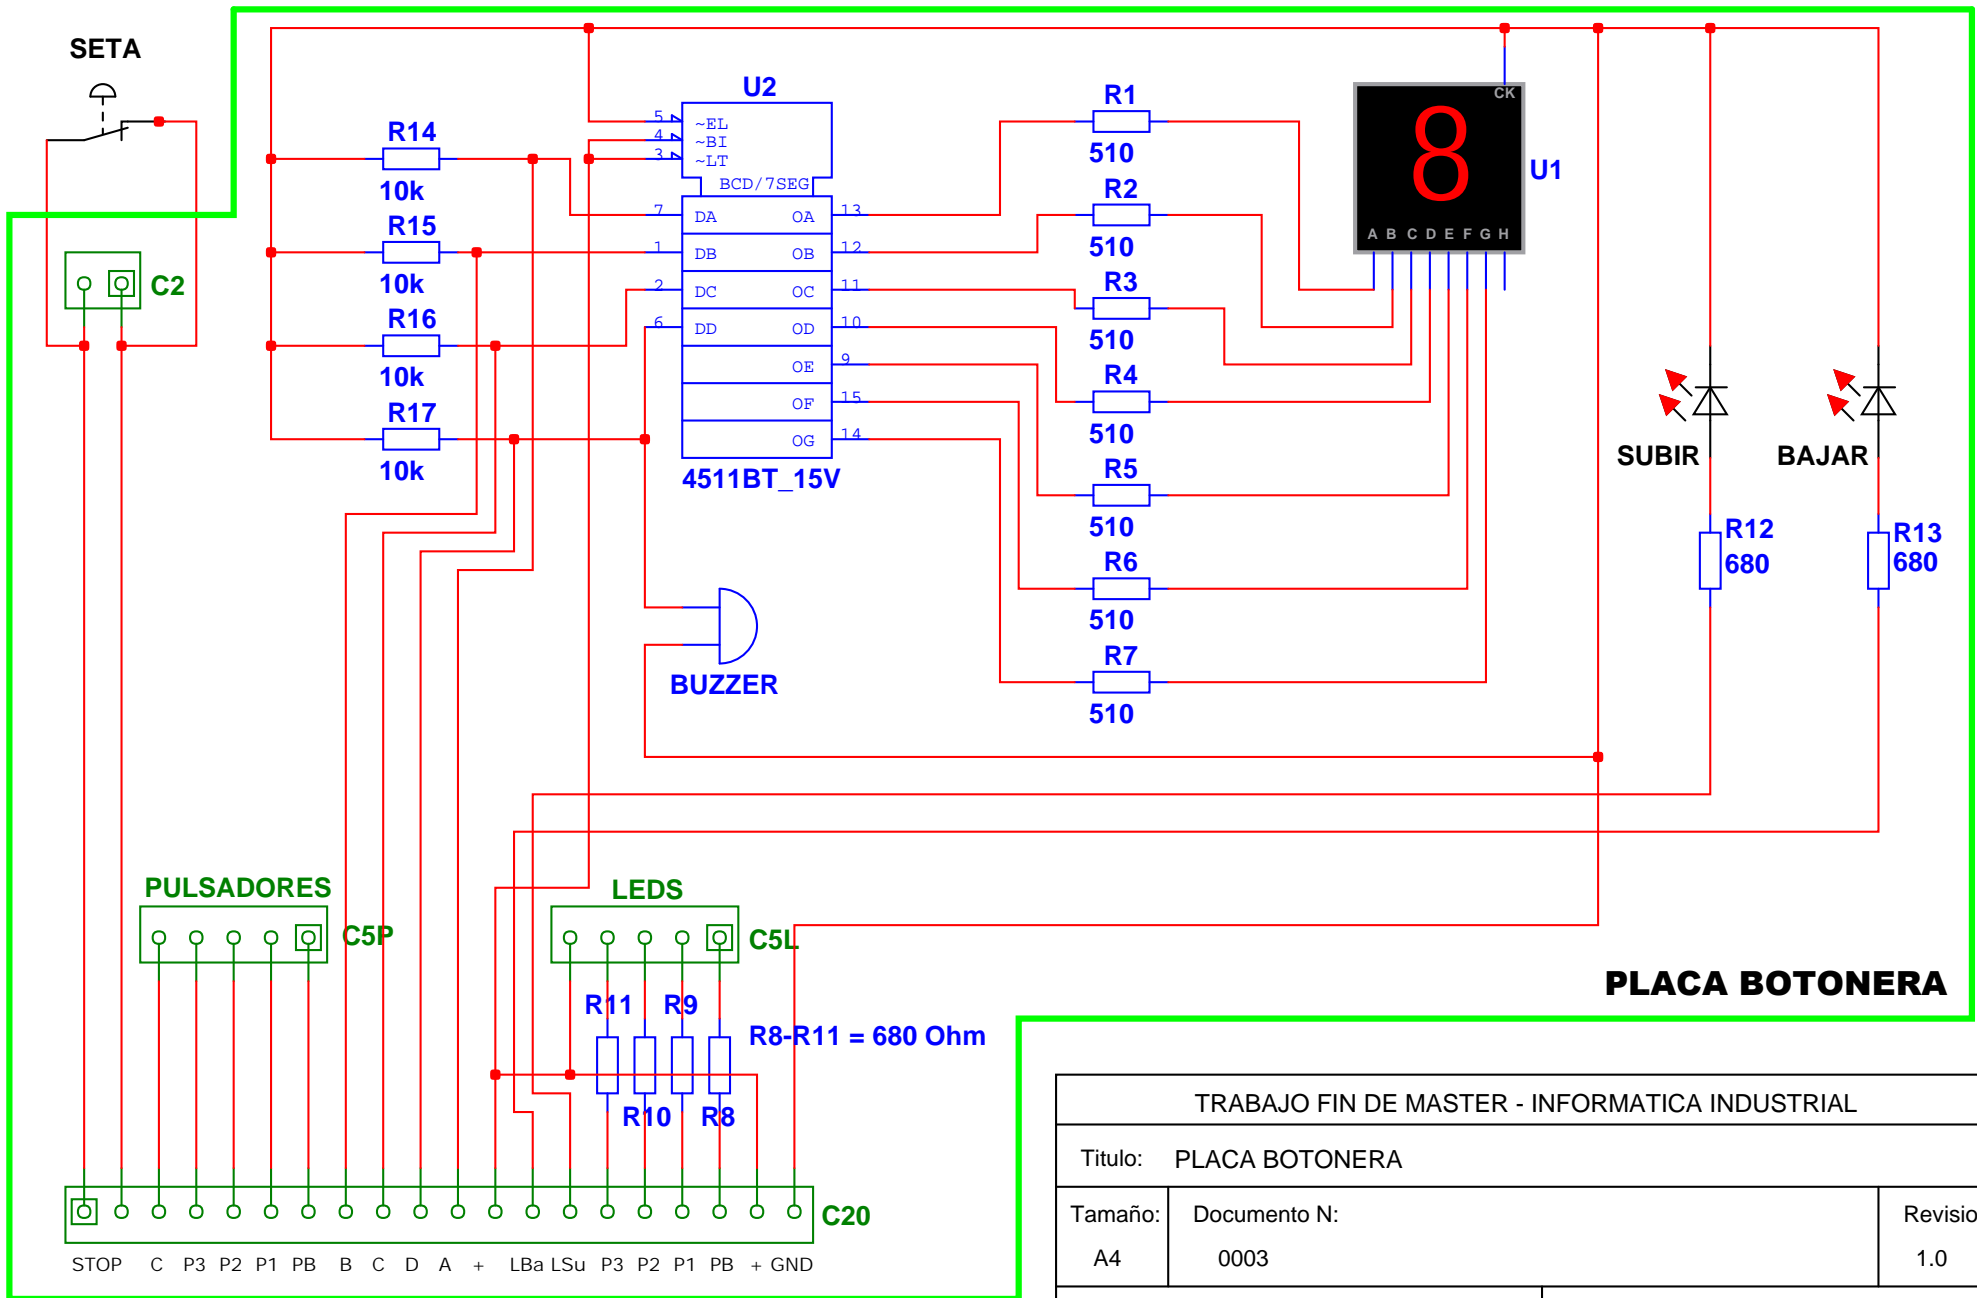 SETA
C2
R14
10k
R15
10k
R16
10k
R17
10k
U2
5 ~EL
4 ~BI
3 ~LT
BCD/7SEG
7 DA OA 13
1 DB OB 12
2 DC OC 11
6 DD OD 10
OE 9
OF 15
OG 14
4511BT_15V
BUZZER
R1
510
R2
510
R3
510
R4
510
R5
510
R6
510
R7
510
CK
8
A B C D E F G H
U1
SUBIR
BAJAR
R12
680
R13
680
PULSADORES
C5P
LEDS
C5L
R11 R9
R8-R11 = 680 Ohm
R10 R8
C20
STOP C P3 P2 P1 PB B C D A + LBa LSu P3 P2 P1 PB + GND
PLACA BOTONERA
TRABAJO FIN DE MASTER - INFORMATICA INDUSTRIAL
Titulo: PLACA BOTONERA
Tamaño: Documento N: Revisio
A4 0003 1.0